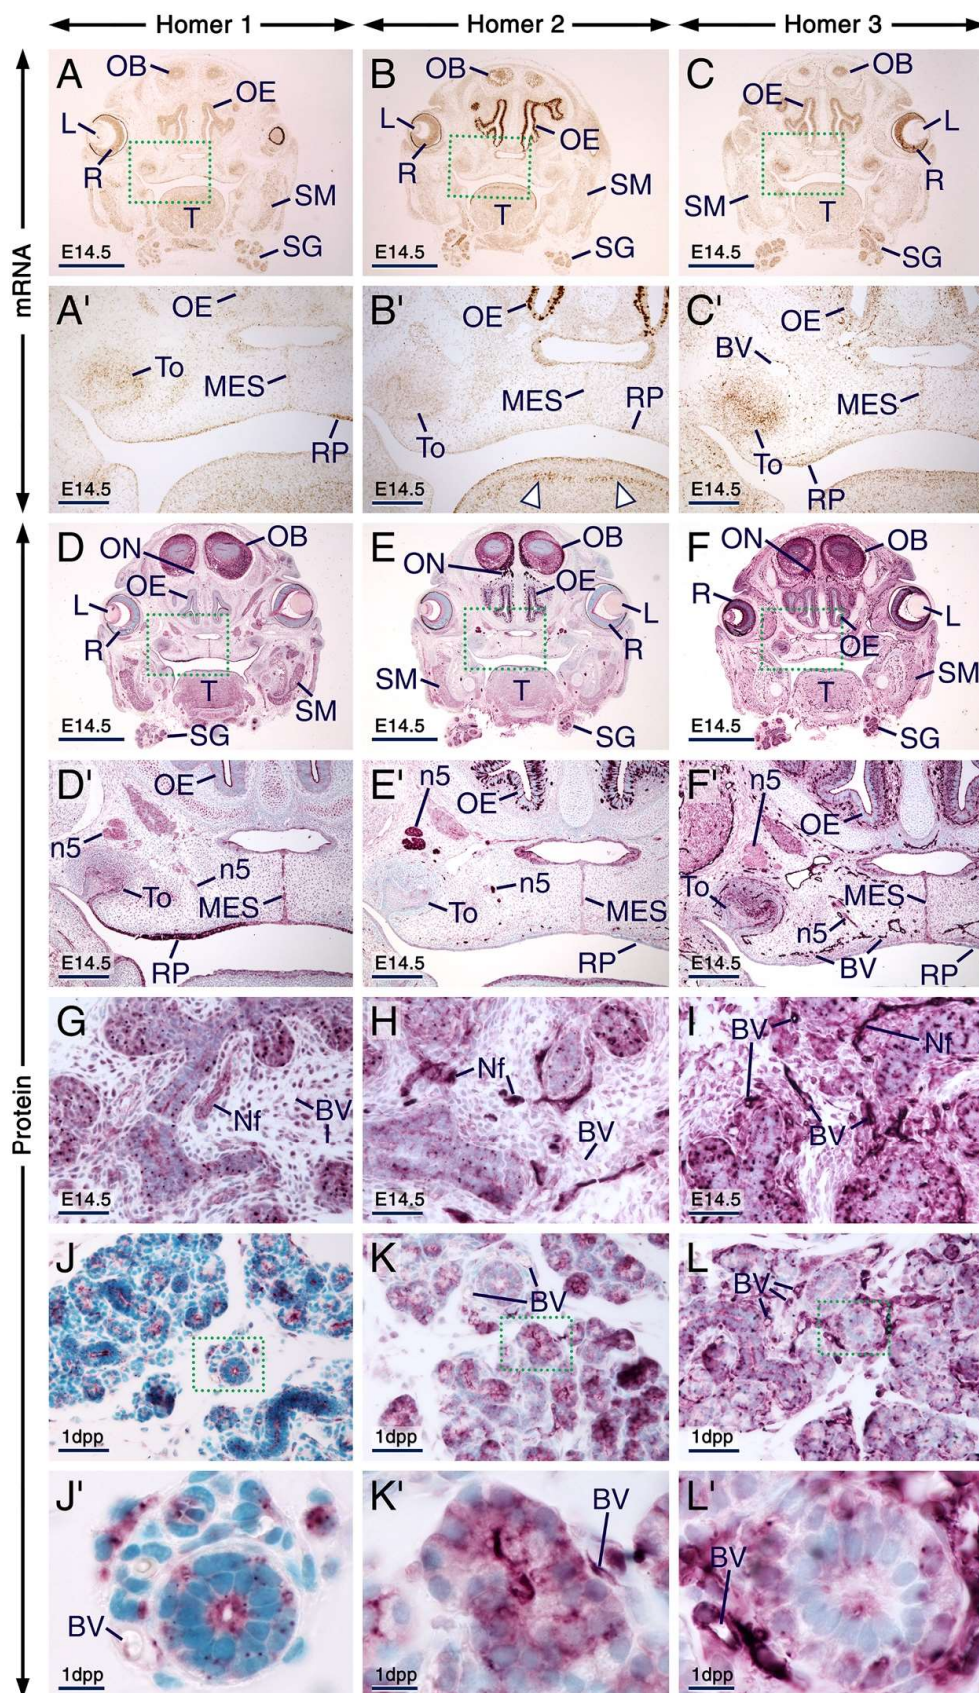 Homer 1 Homer 2 Homer 3
mRNA
A OB OE L R SM T SG E14.5
B OB L OE R SM T SG E14.5
C OB OE L R SM T SG E14.5
A' OE To MES RP E14.5
B' OE MES RP To E14.5
C' OE BV MES To RP E14.5
Protein
D ON OB OE L R T SM SG E14.5
E ON OB OE L R SM T SG E14.5
F ON OB R L OE SM T SG E14.5
D' OE n5 n5 To MES RP E14.5
E' n5 OE n5 To MES RP E14.5
F' n5 OE To MES n5 BV RP E14.5
G Nf BV E14.5
H Nf BV E14.5
I BV Nf BV E14.5
J 1dpp
K BV 1dpp
L BV 1dpp
J' BV 1dpp
K' BV 1dpp
L' BV 1dpp